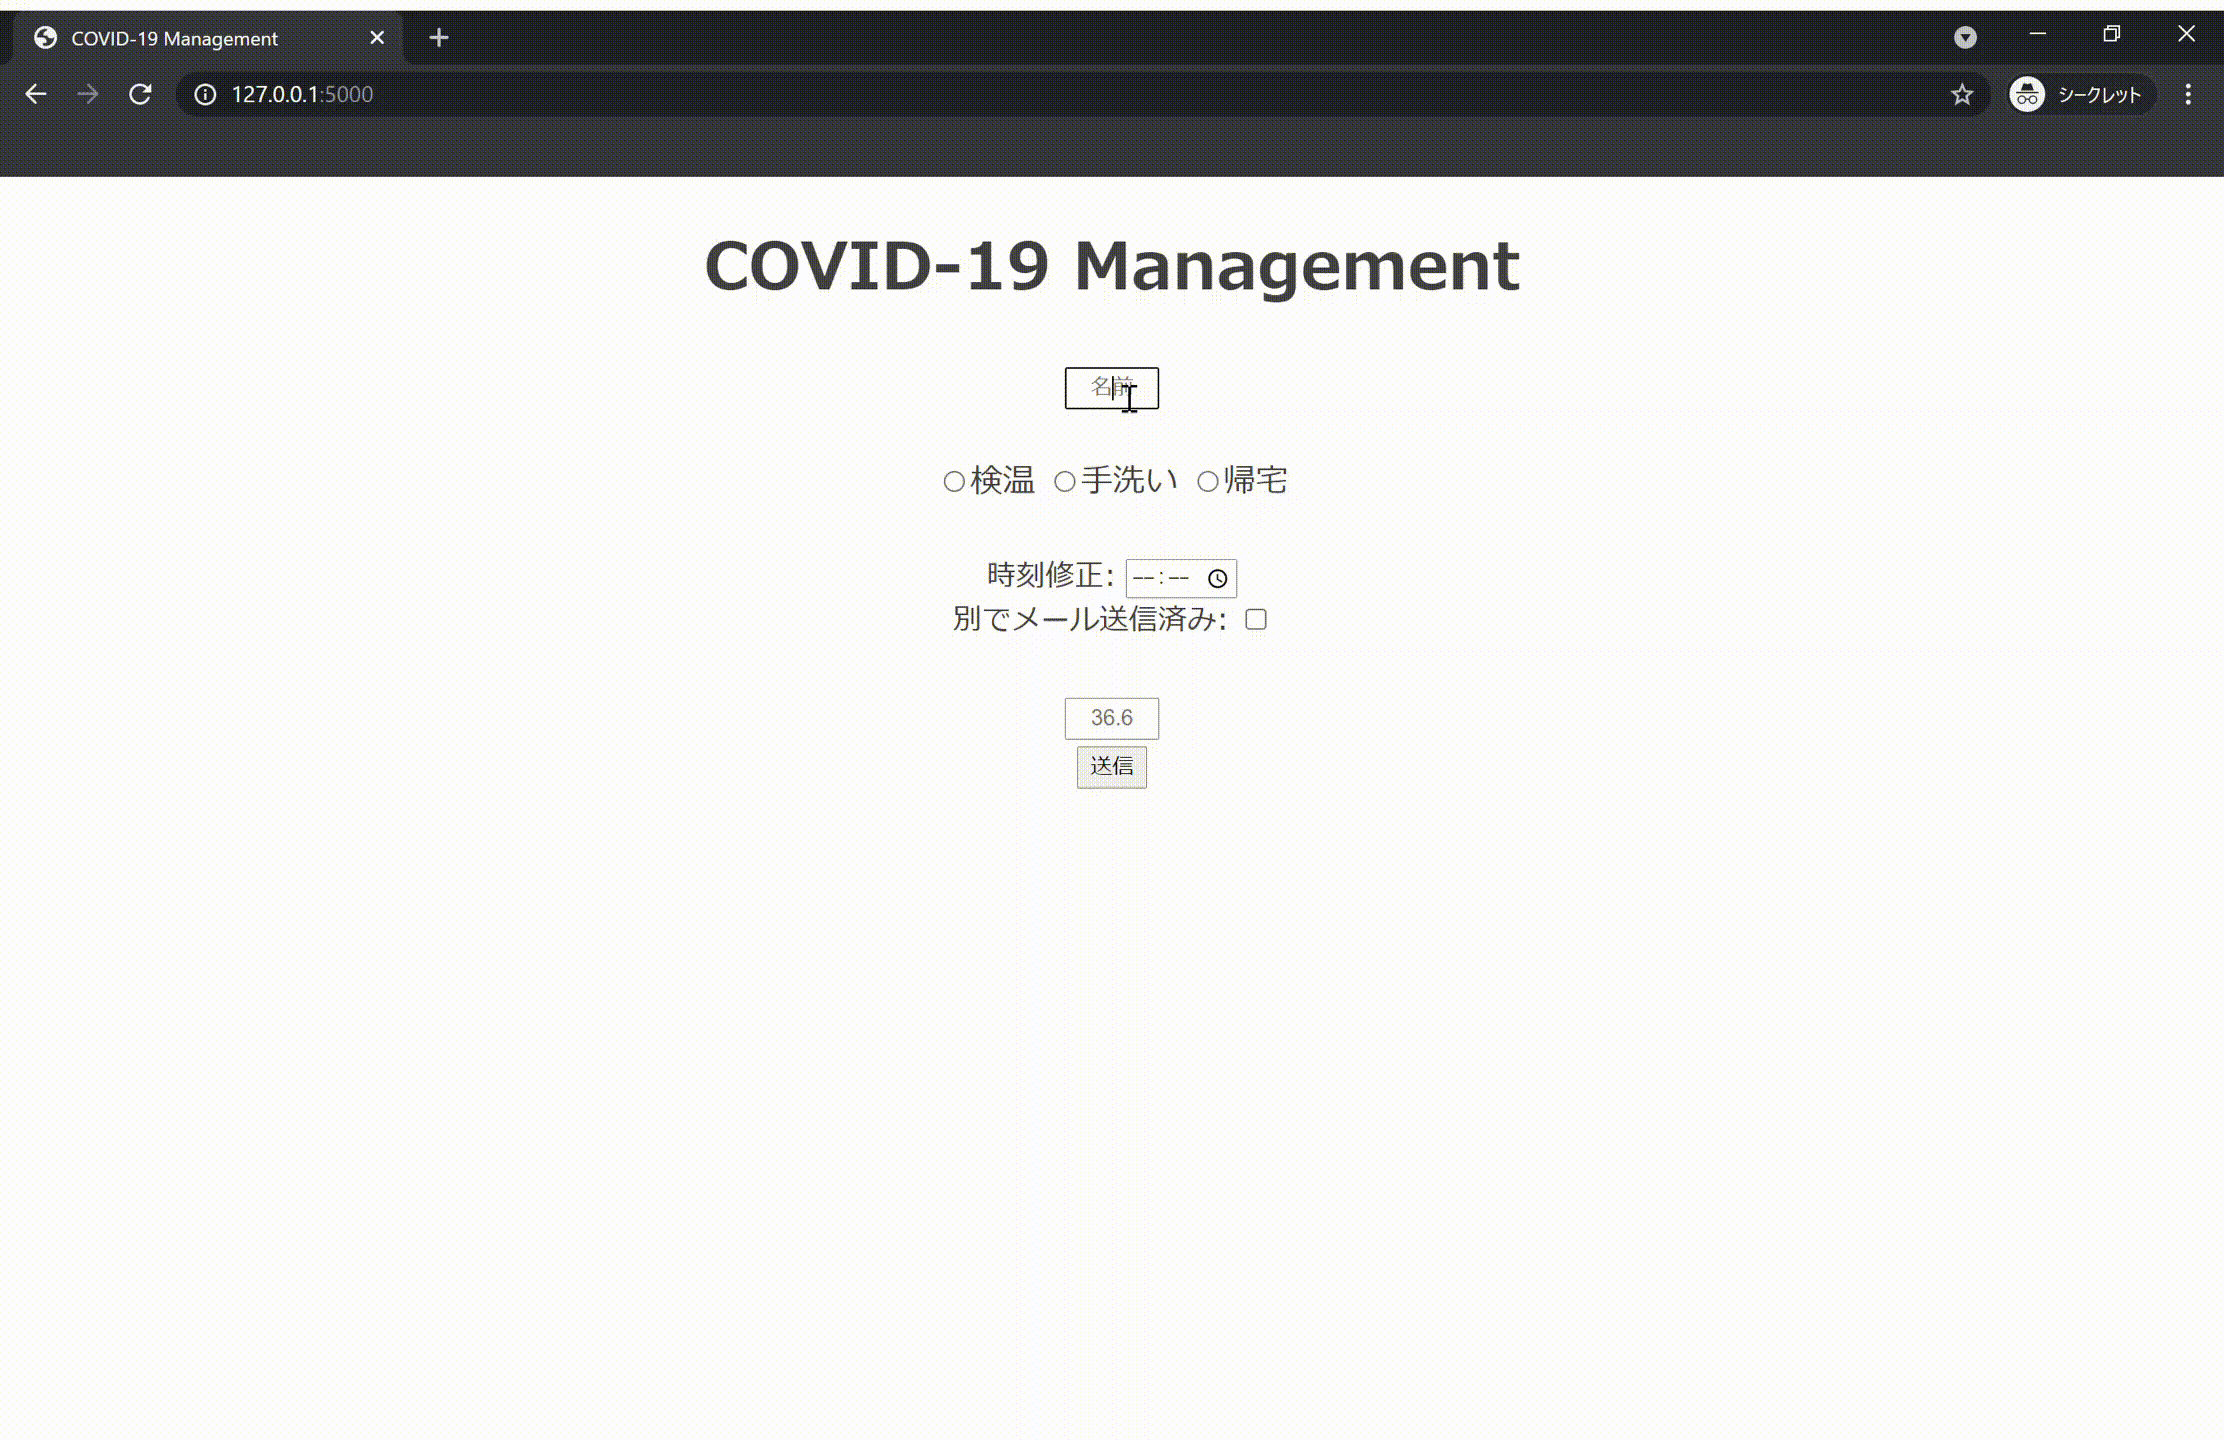 COVID-19 Management
127.0.0.1:5000
シークレット
COVID-19 Management
名前
検温 手洗い 帰宅
時刻修正: --:--
別でメール送信済み:
36.6
送信